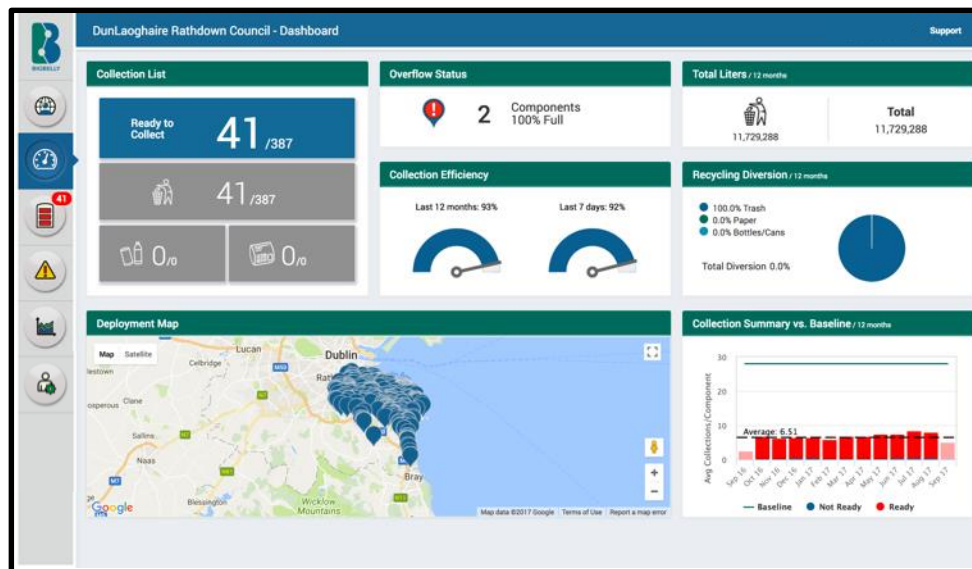 BIGBELLY
DunLaoghaire Rathdown Council - Dashboard
Support
41
Collection List
Ready to
Collect
41/387
41/387
0/0
0/0
Overflow Status
2
Components
100% Full
Total Liters / 12 months
11,729,288
Total
11,729,288
Collection Efficiency
Last 12 months: 93%
Last 7 days: 92%
Recycling Diversion / 12 months
100.0% Trash
0.0% Paper
0.0% Bottles/Cans
Total Diversion 0.0%
Deployment Map
Map Satellite
Lucan
Dublin
Celbridge
M50
lestown
Clane
osperous
N7
Sallins
N81
Naas
M7
Bray
Blessington
Wicklow
Mountains
N11
Google
Map data ©2017 Google
Terms of Use
Report a map error
Collection Summary vs. Baseline / 12 months
Avg Collections/Component
30
20
10
0
Average: 6.51
Sep 16
Oct 16
Nov 16
Dec 16
Jan 17
Feb 17
Mar 17
Apr 17
May 17
Jun 17
Jul 17
Aug 17
Sep 17
Baseline
Not Ready
Ready